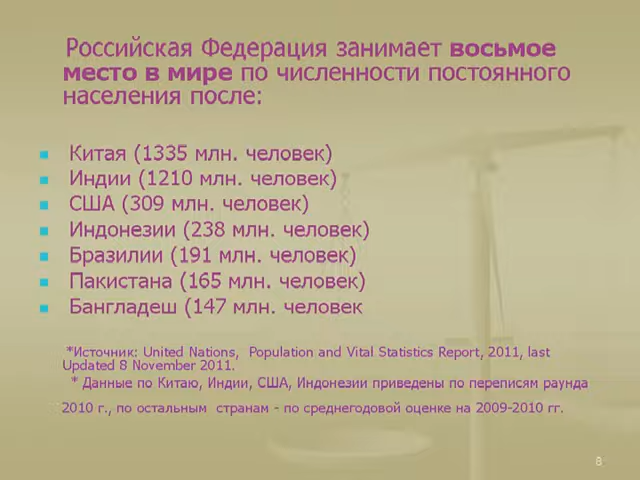 Российская Федерация занимает восьмое
место в мире по численности постоянного
населения после:
Китая (1335 млн. человек)
Индии (1210 млн. человек)
США (309 млн. человек)
Индонезии (238 млн. человек)
Бразилии (191 млн. человек)
Пакистана (165 млн. человек)
Бангладеш (147 млн. человек
*Источник: United Nations, Population and Vital Statistics Report, 2011, last
Updated 8 November 2011.
* Данные по Китаю, Индии, США, Индонезии приведены по переписям раунда
2010 г., по остальным странам - по среднегодовой оценке на 2009-2010 гг.
8